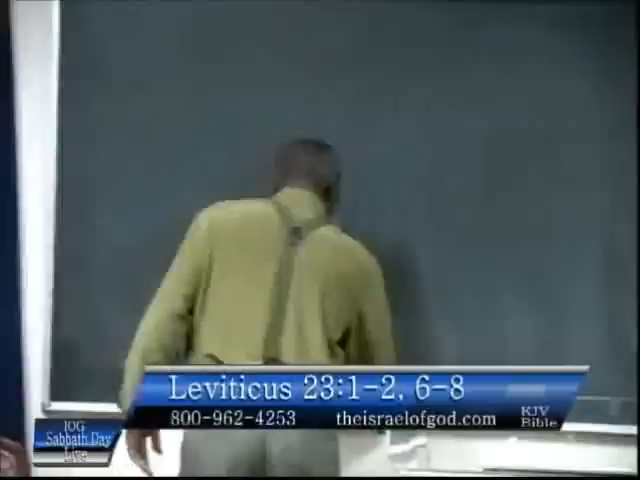 Leviticus 23:1-2, 6-8
800-962-4253 theisraelofgod.com
KJV
Bible
IOG
Sabbath Day
Live